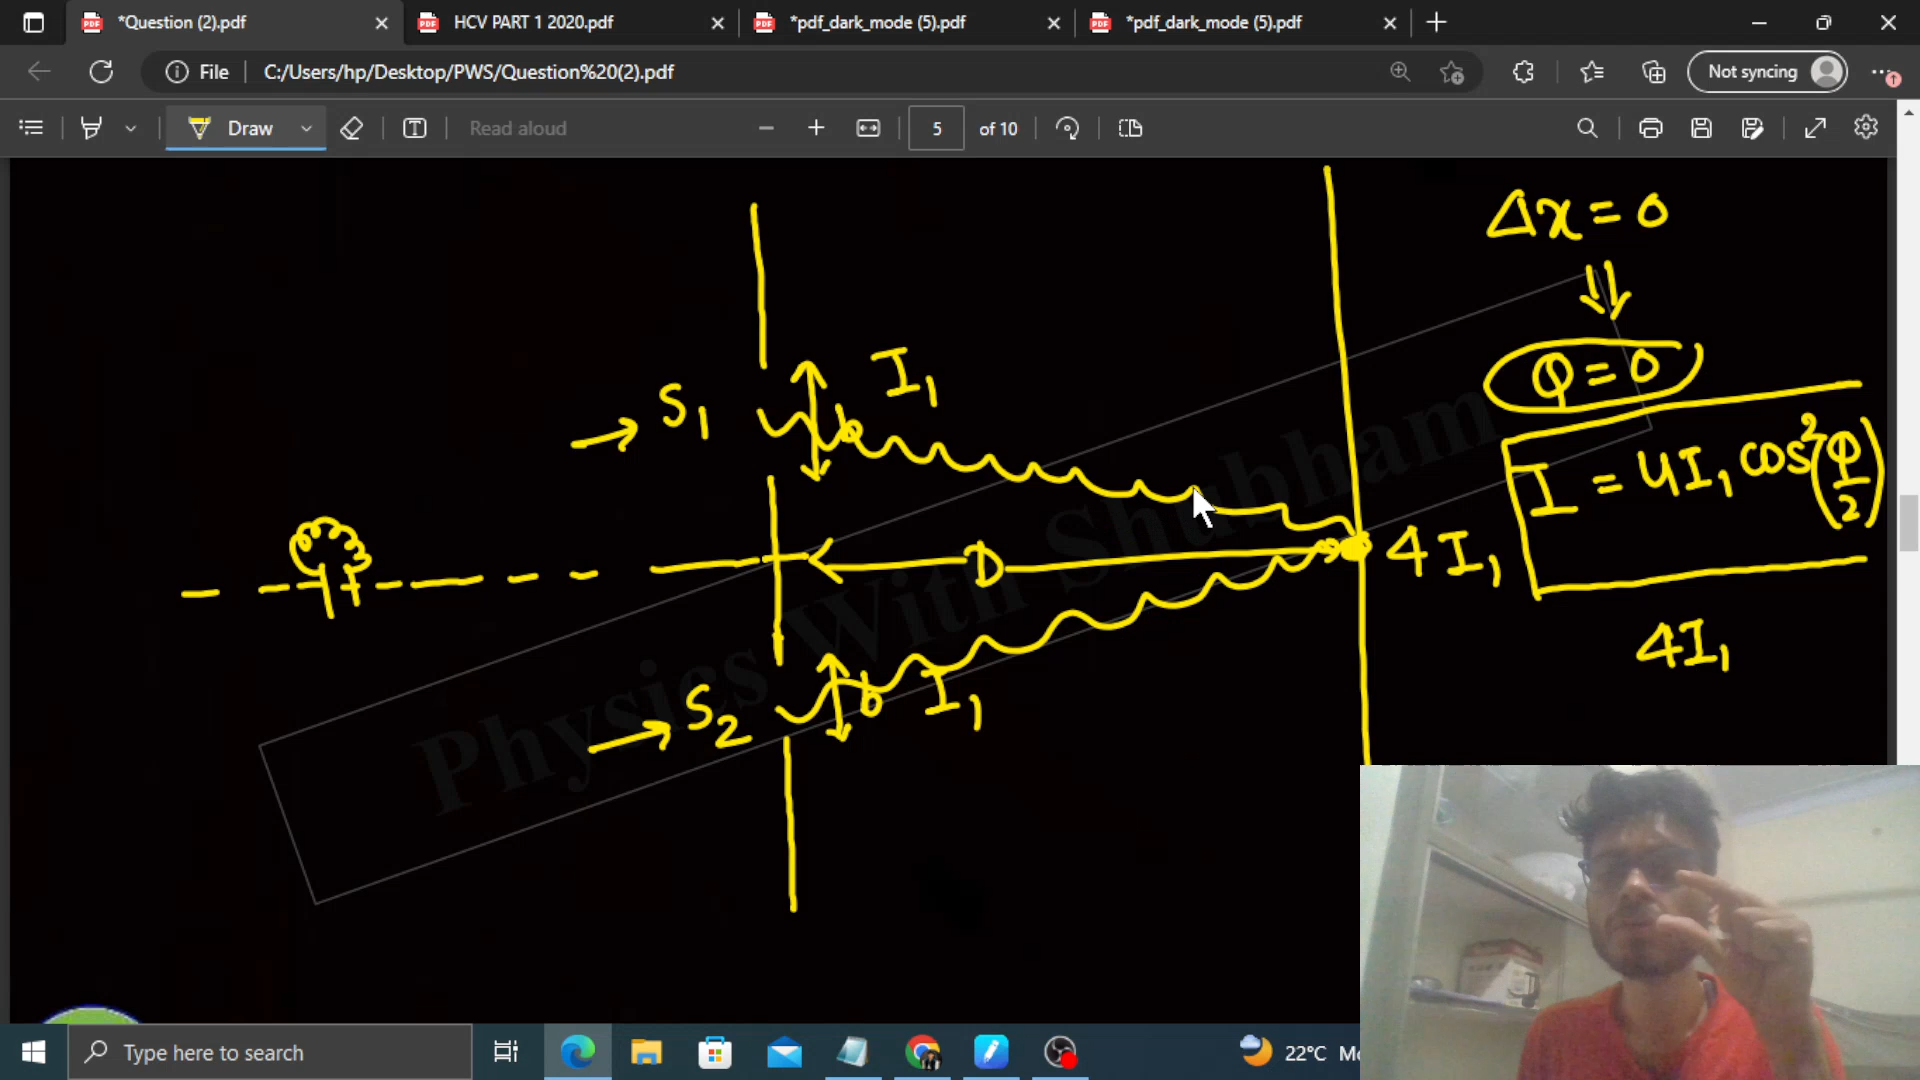 *Question (2).pdf
HCV PART 1 2020.pdf
*pdf_dark_mode (5).pdf
*pdf_dark_mode (5).pdf
File
C:/Users/hp/Desktop/PWS/Question%20(2).pdf
Not syncing
Draw
Read aloud
5 of 10
Δx = 0
⇓
φ = 0
I = 4I₁ cos²(φ/2)
4I₁
S₁
I₁
b
D
4I₁
S₂
b
I₁
Physics With Shubham
Type here to search
22°C